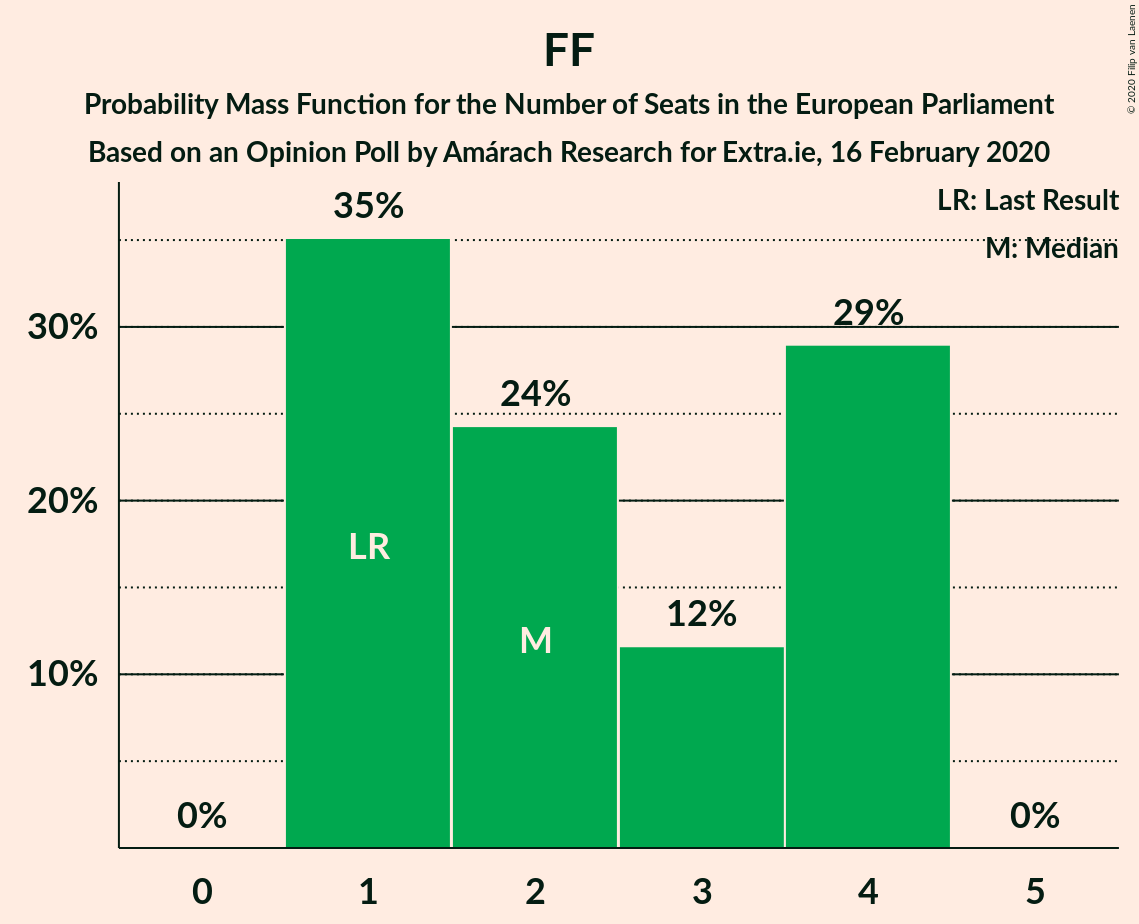 FF
Probability Mass Function for the Number of Seats in the European Parliament
Based on an Opinion Poll by Amárach Research for Extra.ie, 16 February 2020
© 2020 Filip van Laenen
LR: Last Result
M: Median
35%
29%
24%
12%
0%
0%
LR
M
30%
20%
10%
0
1
2
3
4
5